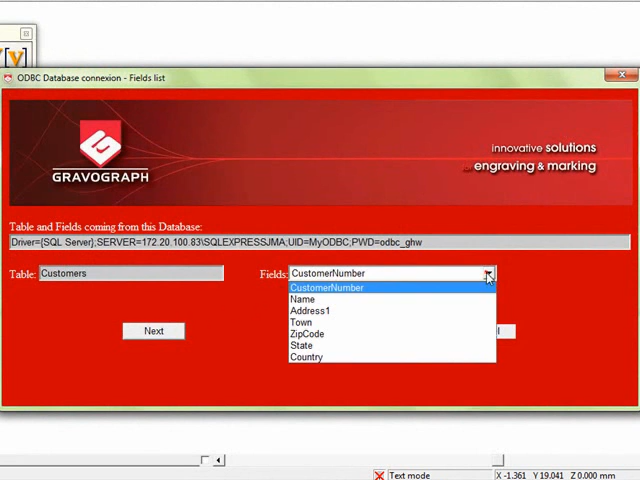 [v]
ODBC Database connexion - Fields list
GRAVOGRAPH
innovative solutions
for engraving & marking
Table and Fields coming from this Database:
Driver={SQL Server};SERVER=172.20.100.83\SQLEXPRESSJMA;UID=MyODBC;PWD=odbc_ghw
Table: Customers
Fields: CustomerNumber
CustomerNumber
Name
Address1
Town
ZipCode
State
Country
Next
Text mode
X -1.361 Y 19.041 Z 0.000 mm